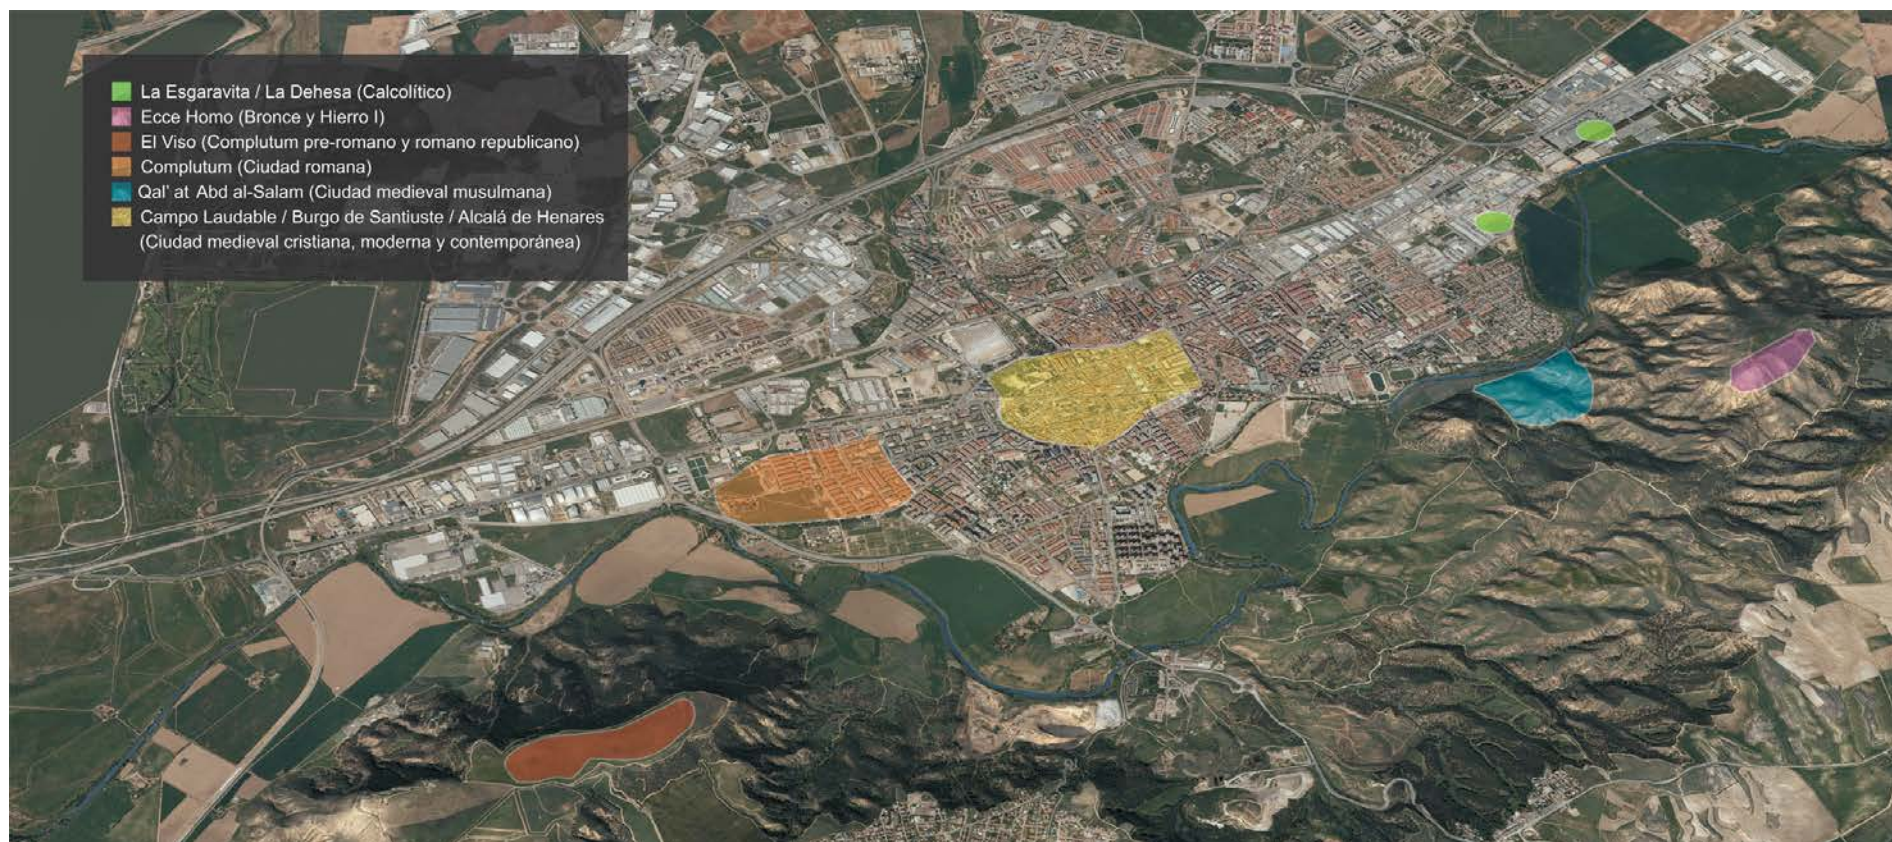 La Esgaravita / La Dehesa (Calcolítico)
Ecce Homo (Bronce y Hierro I)
El Viso (Complutum pre-romano y romano republicano)
Complutum (Ciudad romana)
Qal' at Abd al-Salam (Ciudad medieval musulmana)
Campo Laudable / Burgo de Santiuste / Alcalá de Henares
(Ciudad medieval cristiana, moderna y contemporánea)